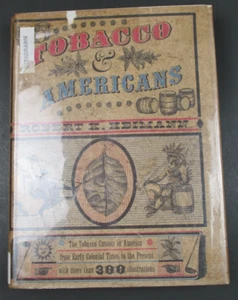 TOBACCO
&
AMERICANS
ROBERT K. HEIMANN
The Tobacco Custom in America
from Early Colonial Times to the Present
with more than 300 illustrations